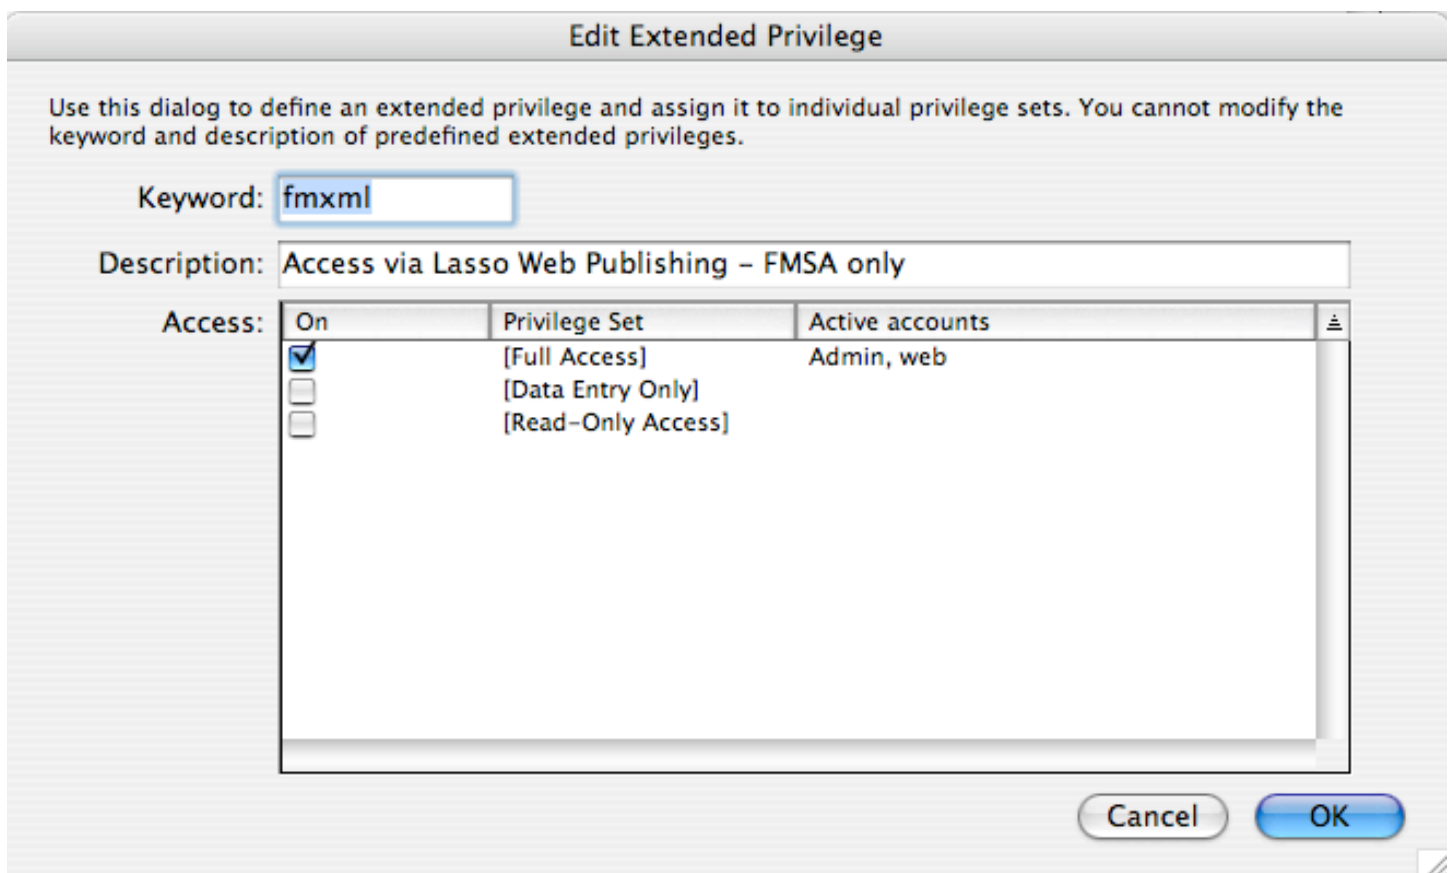 Edit Extended Privilege
Use this dialog to define an extended privilege and assign it to individual privilege sets. You cannot modify the
keyword and description of predefined extended privileges.
Keyword: fmxml
Description: Access via Lasso Web Publishing – FMSA only
Access: On Privilege Set Active accounts
[Full Access] Admin, web
[Data Entry Only]
[Read-Only Access]
Cancel OK